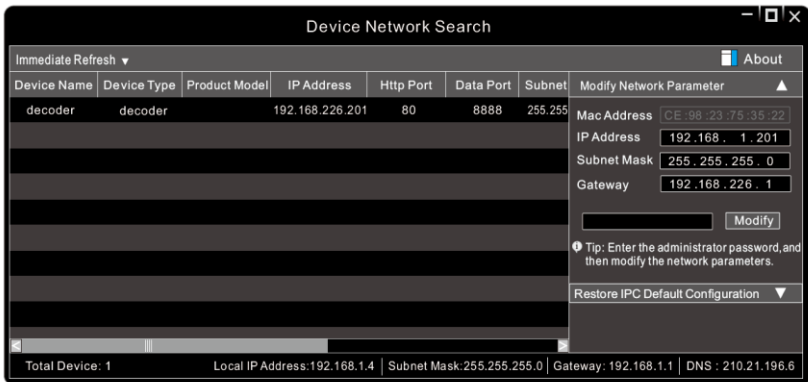 Device Network Search
Immediate Refresh ▼
About
Device Name Device Type Product Model IP Address Http Port Data Port Subnet
Modify Network Parameter ▲
decoder decoder 192.168.226.201 80 8888 255.255
Mac Address CE:98:23:75:35:22
IP Address 192.168. 1.201
Subnet Mask 255.255.255. 0
Gateway 192.168.226. 1
Modify
Tip: Enter the administrator password,and
then modify the network parameters.
Restore IPC Default Configuration ▼
Total Device: 1 Local IP Address:192.168.1.4 Subnet Mask:255.255.255.0 Gateway: 192.168.1.1 DNS : 210.21.196.6